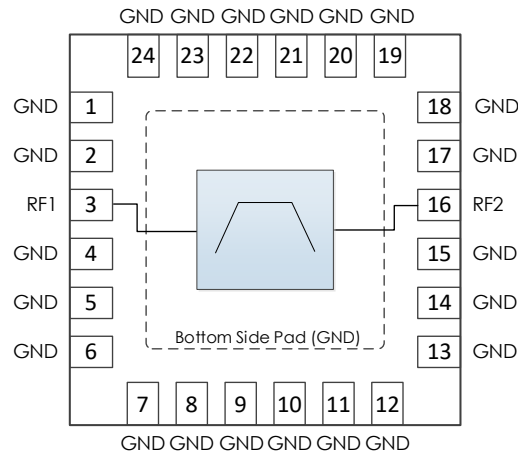 GND GND GND GND GND GND
24 23 22 21 20 19
GND 1 18 GND
GND 2 17 GND
RF1 3 16 RF2
GND 4 15 GND
GND 5 14 GND
Bottom Side Pad (GND)
GND 6 13 GND
7 8 9 10 11 12
GND GND GND GND GND GND